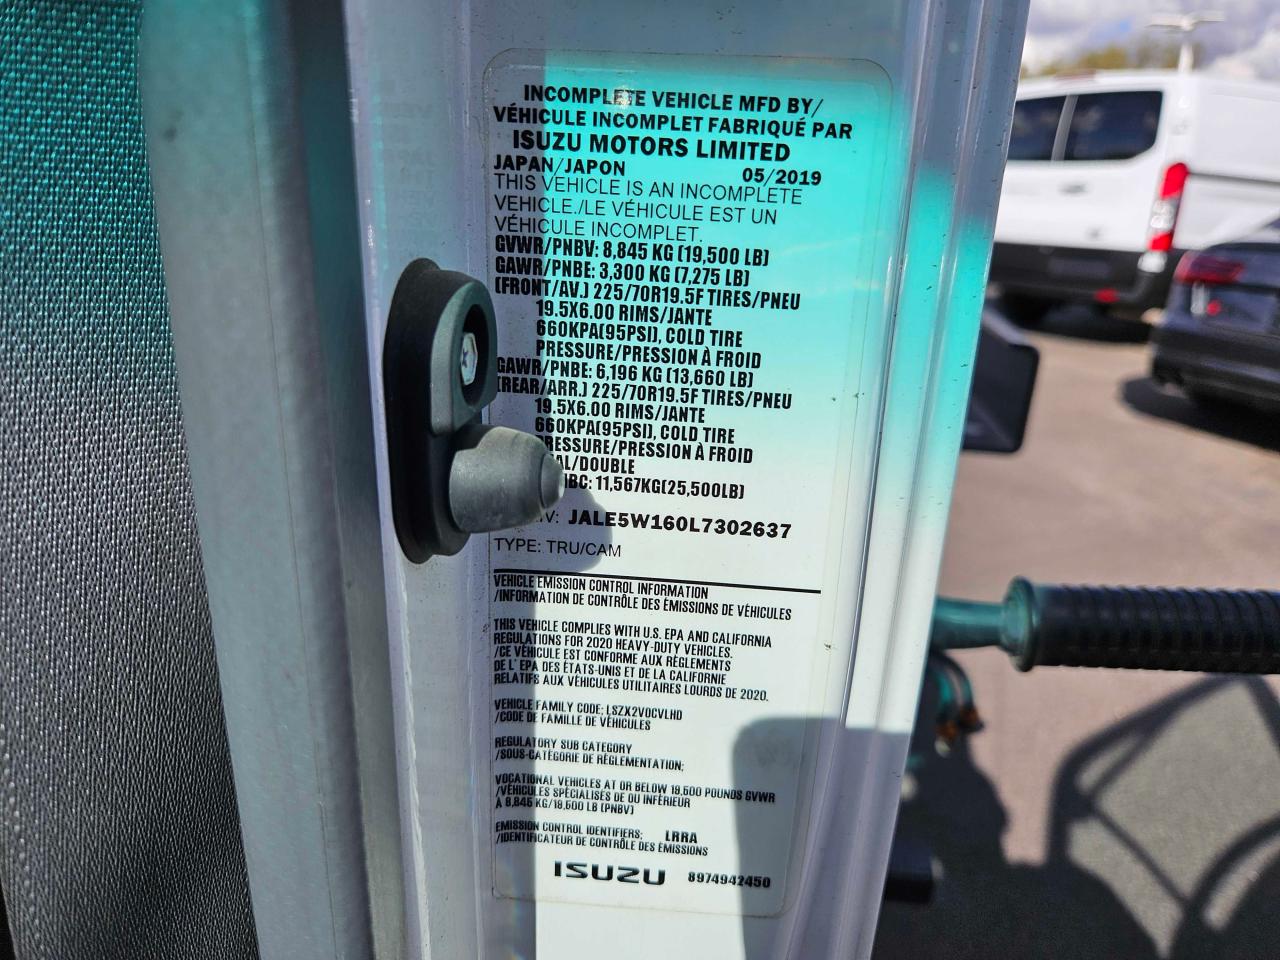 INCOMPLETE VEHICLE MFD BY/
VÉHICULE INCOMPLET FABRIQUÉ PAR
ISUZU MOTORS LIMITED
JAPAN/JAPON 05/2019
THIS VEHICLE IS AN INCOMPLETE
VEHICLE./LE VÉHICULE EST UN
VÉHICULE INCOMPLET.
GVWR/PNBV: 8,845 KG (19,500 LB)
GAWR/PNBE: 3,300 KG (7,275 LB)
(FRONT/AV.) 225/70R19.5F TIRES/PNEU
19.5X6.00 RIMS/JANTE
660KPA(95PSI), COLD TIRE
PRESSURE/PRESSION À FROID
GAWR/PNBE: 6,196 KG (13,660 LB)
(REAR/ARR.) 225/70R19.5F TIRES/PNEU
19.5X6.00 RIMS/JANTE
660KPA(95PSI), COLD TIRE
PRESSURE/PRESSION À FROID
AL/DOUBLE
BC: 11,567KG(25,500LB)
V: JALE5W160L7302637
TYPE: TRU/CAM
VEHICLE EMISSION CONTROL INFORMATION
/INFORMATION DE CONTRÔLE DES ÉMISSIONS DE VÉHICULES
THIS VEHICLE COMPLIES WITH U.S. EPA AND CALIFORNIA
REGULATIONS FOR 2020 HEAVY-DUTY VEHICLES.
/CE VÉHICULE EST CONFORME AUX RÈGLEMENTS
DE L' EPA DES ÉTATS-UNIS ET DE LA CALIFORNIE
RELATIFS AUX VÉHICULES UTILITAIRES LOURDS DE 2020.
VEHICLE FAMILY CODE: LSZX2VOCVLHD
/CODE DE FAMILLE DE VÉHICULES
REGULATORY SUB CATEGORY
/SOUS-CATÉGORIE DE RÉGLEMENTATION:
VOCATIONAL VEHICLES AT OR BELOW 19,500 POUNDS GVWR
/VÉHICULES SPÉCIALISÉS DE OU INFÉRIEUR
À 8,845 KG/19,500 LB (PNBV)
EMISSION CONTROL IDENTIFIERS: LRRA
/IDENTIFICATEUR DE CONTRÔLE DES ÉMISSIONS
ISUZU 8974942450